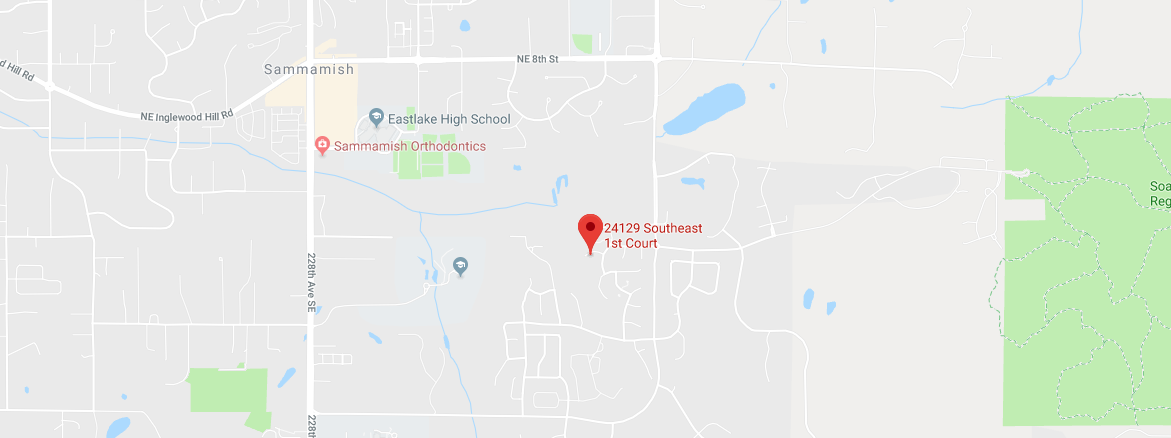 Sammamish
NE 8th St
d Hill Rd
NE Inglewood Hill Rd
Eastlake High School
Sammamish Orthodontics
Soa
Reg
24129 Southeast
1st Court
228th Ave SE
228th